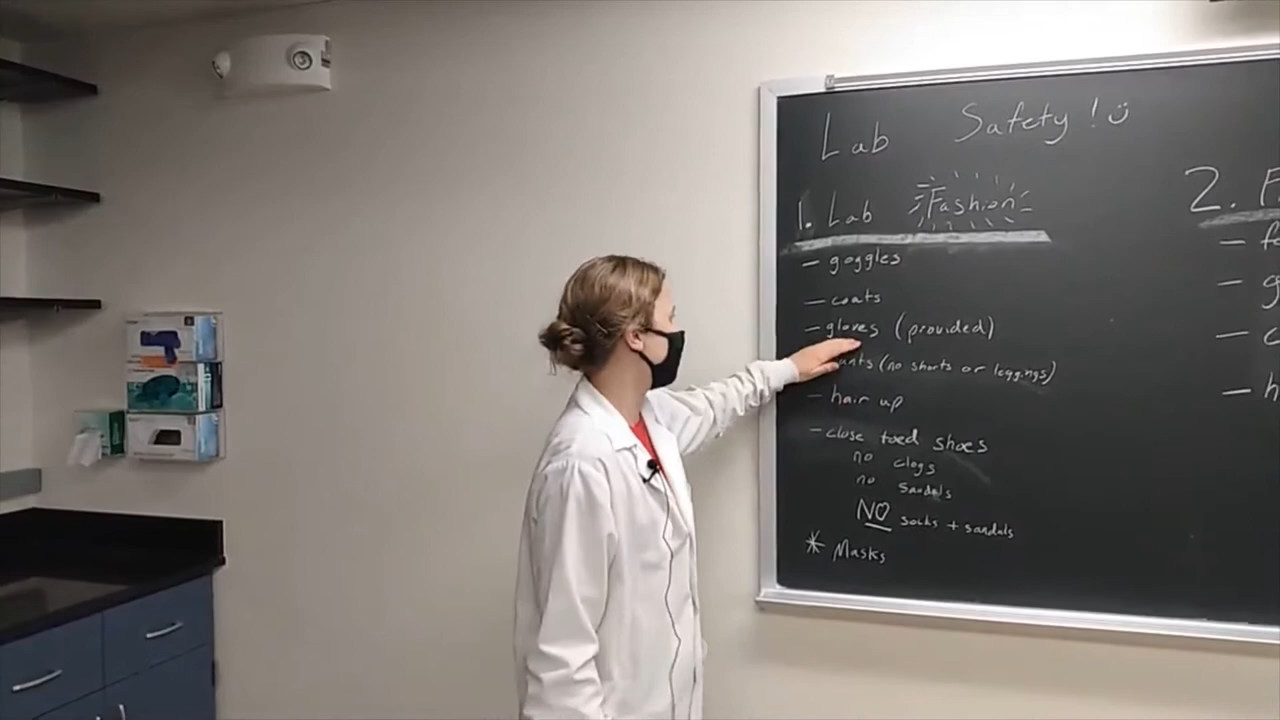 Lab Safety ! ل
1. Lab Fashion
— goggles
— coats
— gloves (provided)
ants (no shorts or leggings)
— hair up
— close toed shoes
no clogs
no sandals
NO socks + sandals
* Masks
2. F
— f
— g
— c
— h